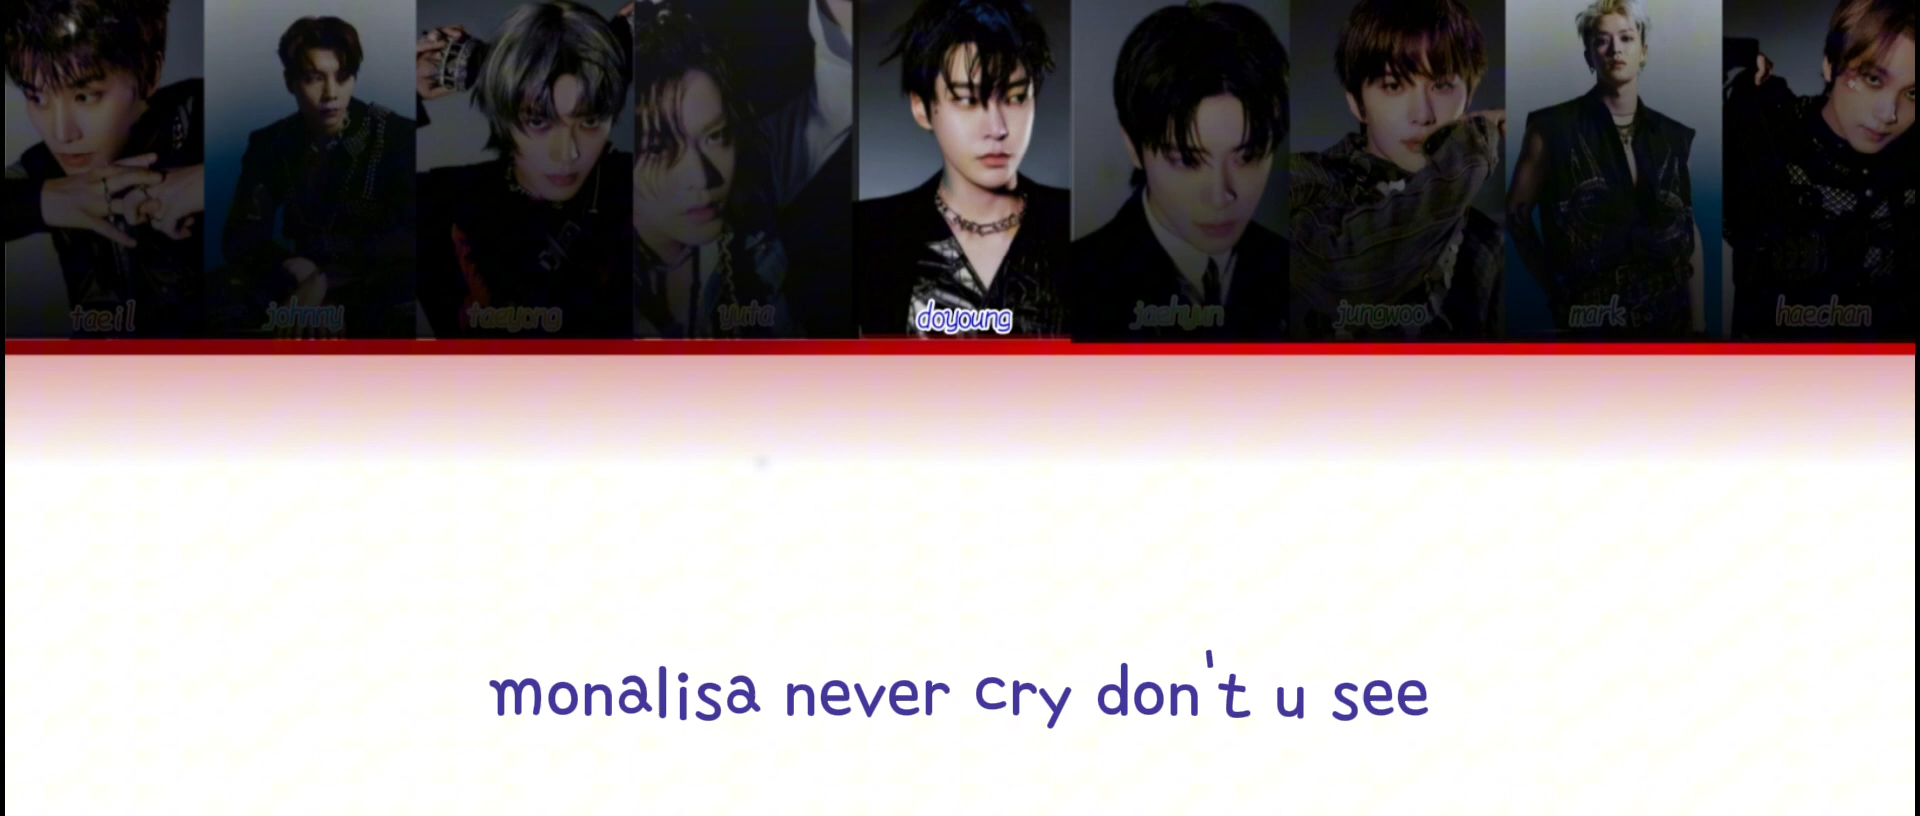 taeil
johnny
taeyong
yuta
doyoung
jaehyun
jungwoo
mark
haechan
monalisa never cry don't u see